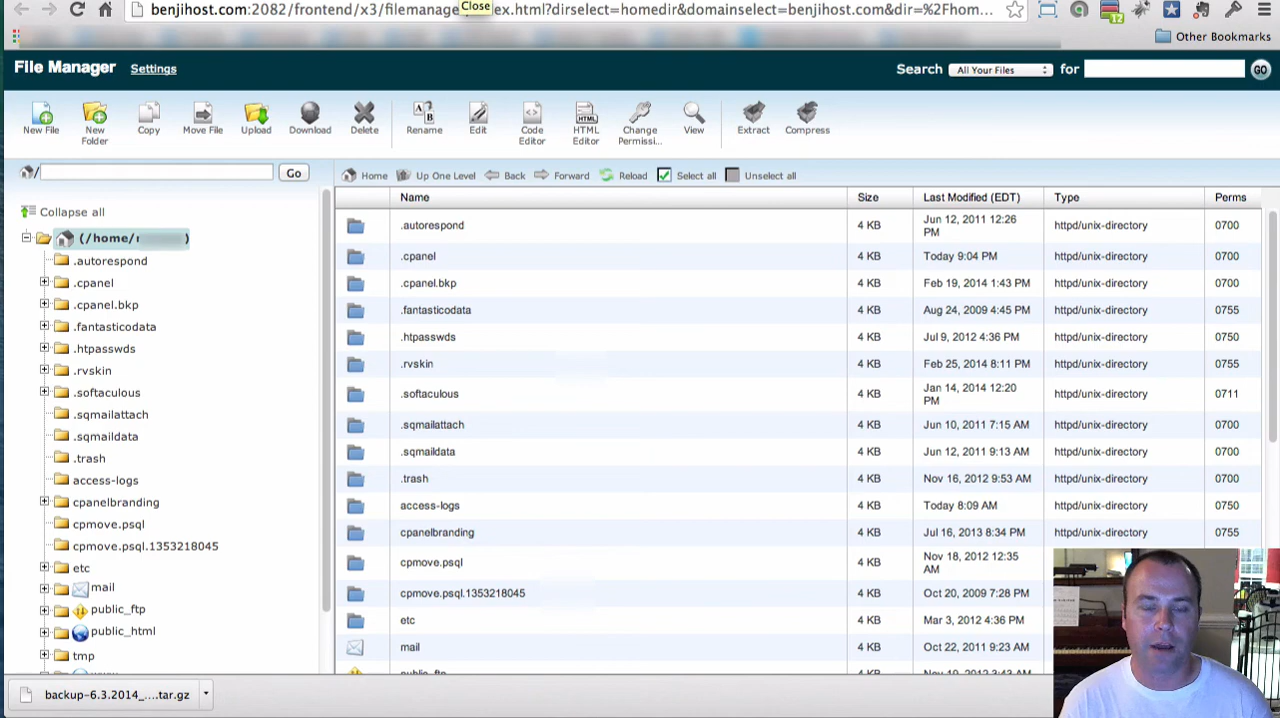 Close
benjihost.com:2082/frontend/x3/filemanage ex.html?dirselect=homedir&domainselect=benjihost.com&dir=%2Fhom...
12
Other Bookmarks
File Manager Settings
Search All Your Files for GO
New File
New Folder
Copy
Move File
Upload
Download
Delete
Rename
Edit
Code Editor
HTML Editor
Change Permissi...
View
Extract
Compress
/ Go
Home Up One Level Back Forward Reload Select all Unselect all
Collapse all
(/home/ )
.autorespond
.cpanel
.cpanel.bkp
.fantasticodata
.htpasswds
.rvskin
.softaculous
.sqmailattach
.sqmaildata
.trash
access-logs
cpanelbranding
cpmove.psql
cpmove.psql.1353218045
etc
mail
public_ftp
public_html
tmp
Name Size Last Modified (EDT) Type Perms
.autorespond 4 KB Jun 12, 2011 12:26 PM httpd/unix-directory 0700
.cpanel 4 KB Today 9:04 PM httpd/unix-directory 0700
.cpanel.bkp 4 KB Feb 19, 2014 1:43 PM httpd/unix-directory 0700
.fantasticodata 4 KB Aug 24, 2009 4:45 PM httpd/unix-directory 0755
.htpasswds 4 KB Jul 9, 2012 4:36 PM httpd/unix-directory 0750
.rvskin 4 KB Feb 25, 2014 8:11 PM httpd/unix-directory 0755
.softaculous 4 KB Jan 14, 2014 12:20 PM httpd/unix-directory 0711
.sqmailattach 4 KB Jun 10, 2011 7:15 AM httpd/unix-directory 0700
.sqmaildata 4 KB Jun 12, 2011 9:13 AM httpd/unix-directory 0700
.trash 4 KB Nov 16, 2012 9:53 AM httpd/unix-directory 0700
access-logs 4 KB Today 8:09 AM httpd/unix-directory 0750
cpanelbranding 4 KB Jul 16, 2013 8:34 PM httpd/unix-directory 0755
cpmove.psql 4 KB Nov 18, 2012 12:35 AM
cpmove.psql.1353218045 4 KB Oct 20, 2009 7:28 PM
etc 4 KB Mar 3, 2012 4:36 PM
mail 4 KB Oct 22, 2011 9:23 AM
backup-6.3.2014_....tar.gz